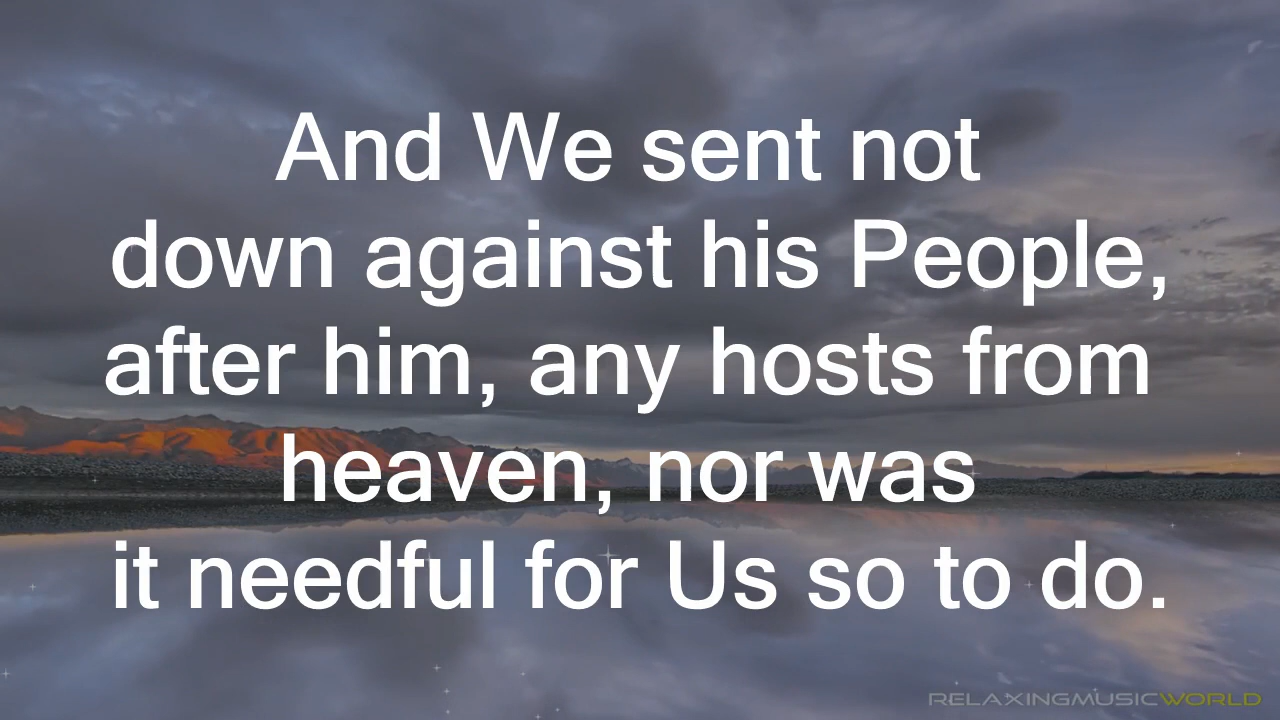 And We sent not
down against his People,
after him, any hosts from
heaven, nor was
it needful for Us so to do.
RELAXINGMUSICWORLD